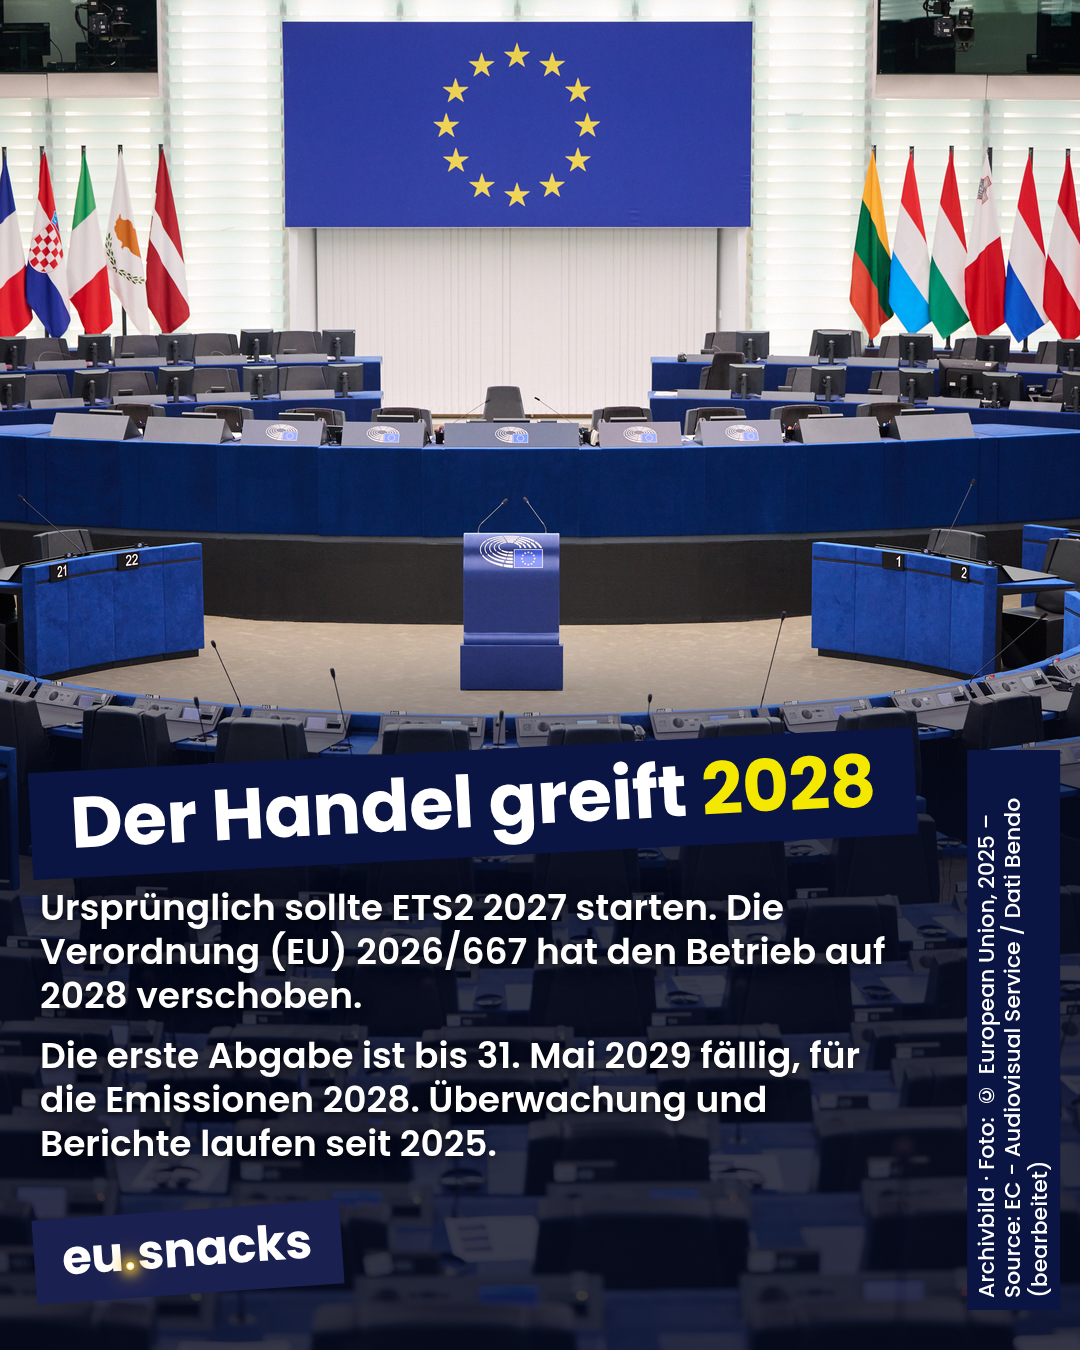 21
22
1
2
Der Handel greift 2028
Ursprünglich sollte ETS2 2027 starten. Die
Verordnung (EU) 2026/667 hat den Betrieb auf
2028 verschoben.
Die erste Abgabe ist bis 31. Mai 2029 fällig, für
die Emissionen 2028. Überwachung und
Berichte laufen seit 2025.
eu.snacks
Archivbild · Foto: © European Union, 2025 –
Source: EC - Audiovisual Service / Dati Bendo
(bearbeitet)